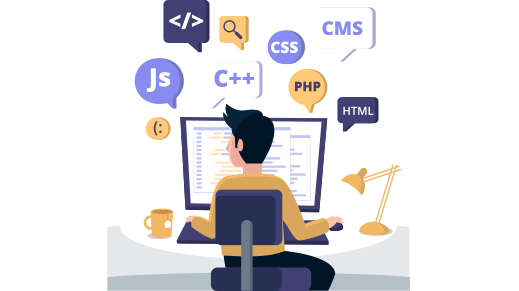 </>
CMS
CSS
Js
C++
PHP
HTML
(: